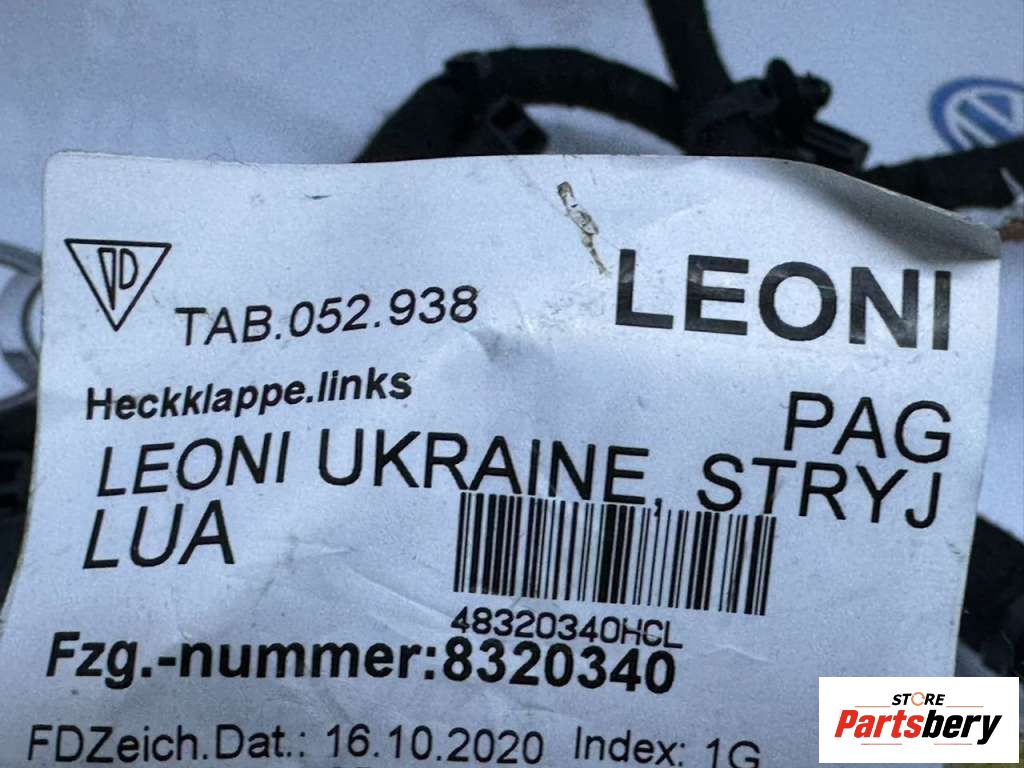 TAB.052.938
LEONI
Heckklappe.links
PAG
LEONI UKRAINE, STRYJ
LUA
48320340HCL
Fzg.-nummer:8320340
FDZeich.Dat.: 16.10.2020 Index: 1G
STORE
Partsbery